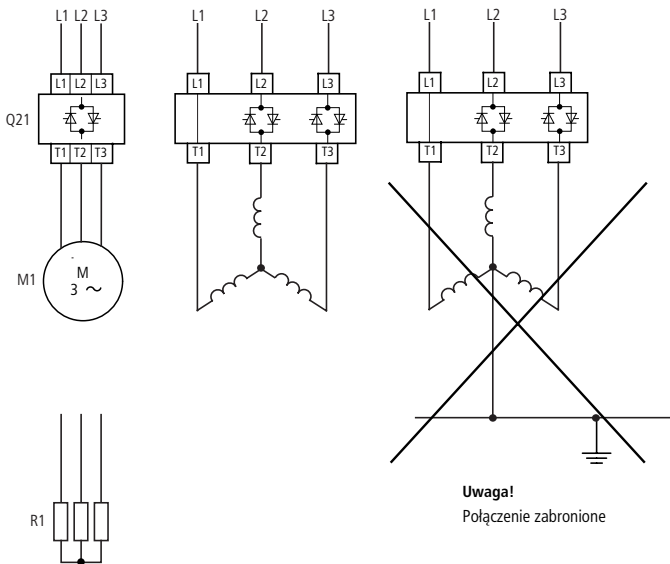 L1 L2 L3 L1 L2 L3 L1 L2 L3
L1 L2 L3 L1 L2 L3 L1 L2 L3
Q21
T1 T2 T3 T1 T2 T3 T1 T2 T3
M1
M
3 ~
R1
Uwaga!
Połączenie zabronione